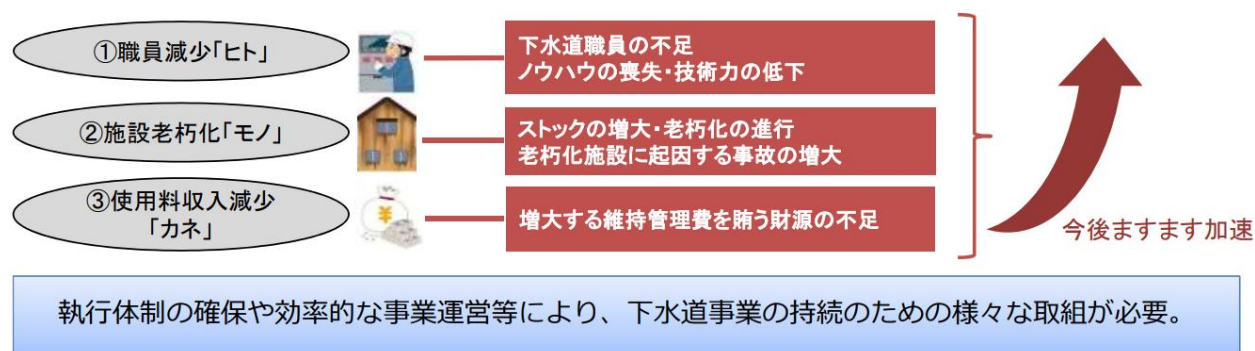 ①職員減少「ヒト」
下水道職員の不足
ノウハウの喪失・技術力の低下
②施設老朽化「モノ」
ストックの増大・老朽化の進行
老朽化施設に起因する事故の増大
③使用料収入減少
「カネ」
¥
増大する維持管理費を賄う財源の不足
今後ますます加速
執行体制の確保や効率的な事業運営等により、下水道事業の持続のための様々な取組が必要。